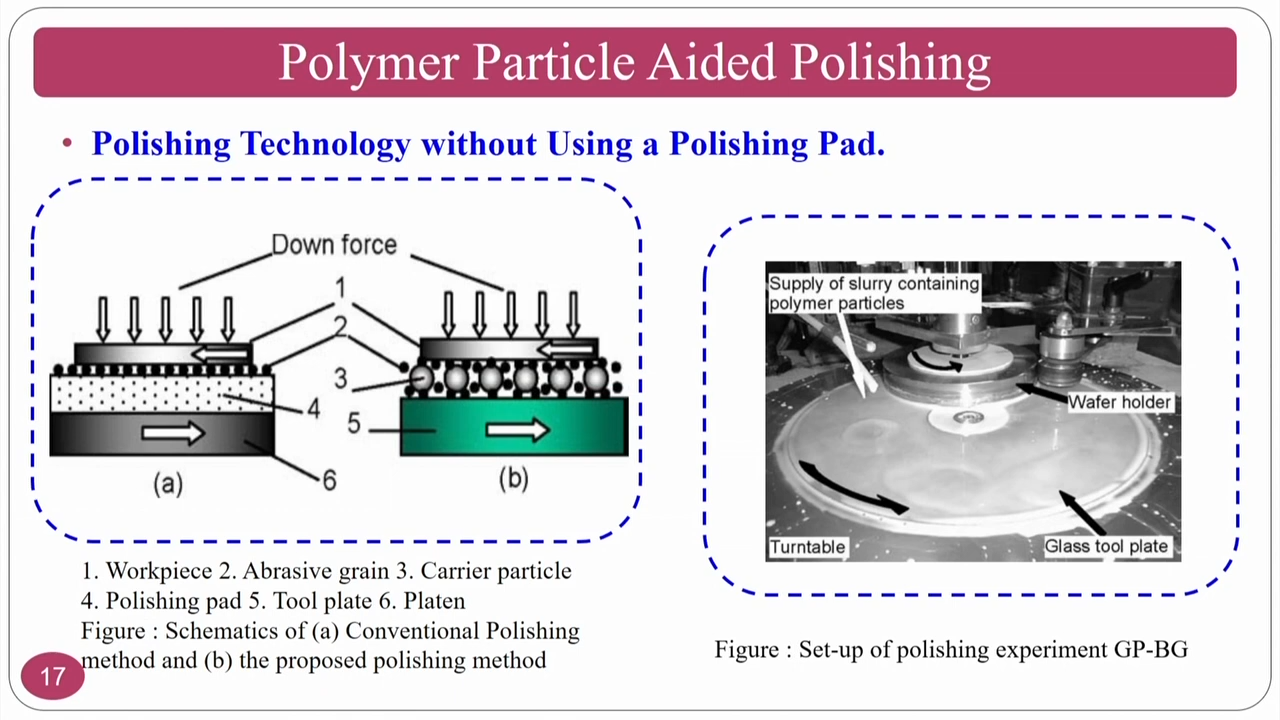 Polymer Particle Aided Polishing
• Polishing Technology without Using a Polishing Pad.
Down force
1
2
3
4
5
6
(a)
(b)
1. Workpiece 2. Abrasive grain 3. Carrier particle
4. Polishing pad 5. Tool plate 6. Platen
Figure : Schematics of (a) Conventional Polishing
method and (b) the proposed polishing method
Supply of slurry containing
polymer particles
Wafer holder
Turntable
Glass tool plate
Figure : Set-up of polishing experiment GP-BG
17